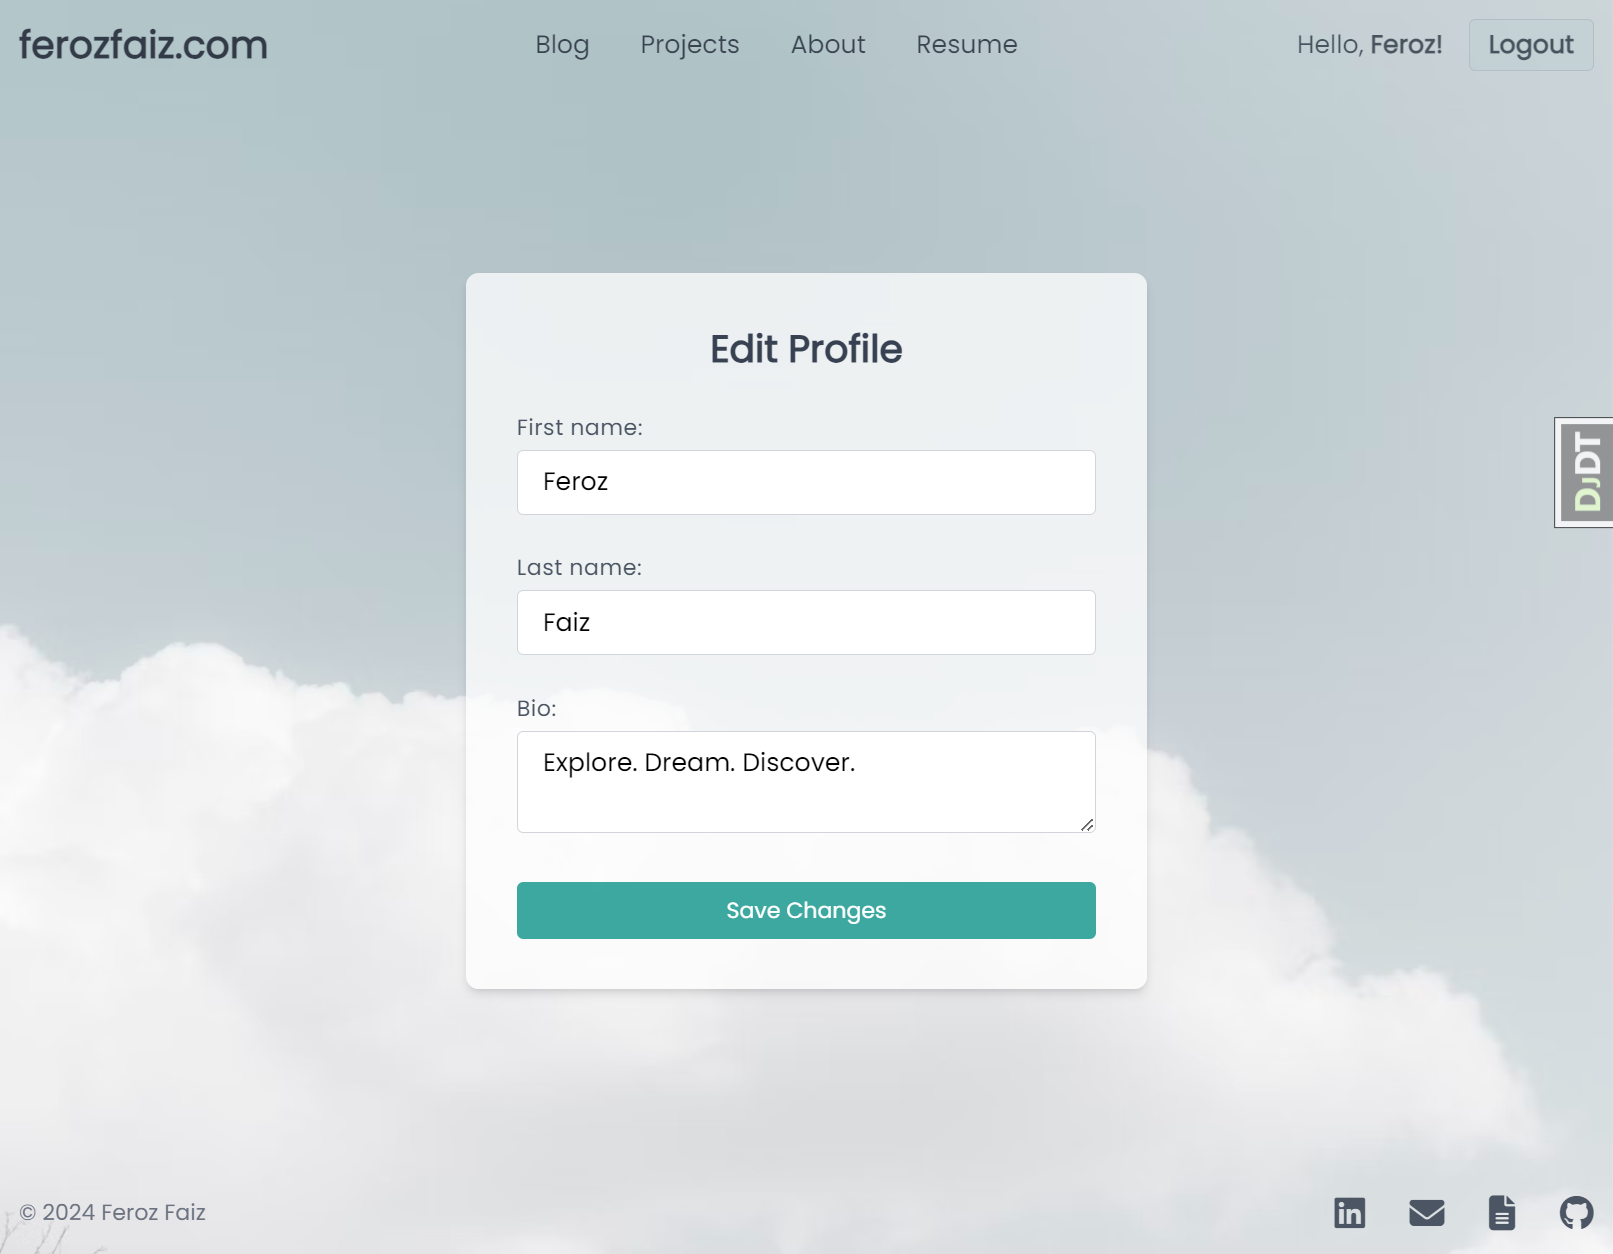 ferozfaiz.com
Blog
Projects
About
Resume
Hello, Feroz!
Logout
Edit Profile
First name:
Feroz
Last name:
Faiz
Bio:
Explore. Dream. Discover.
Save Changes
DJDT
© 2024 Feroz Faiz
in